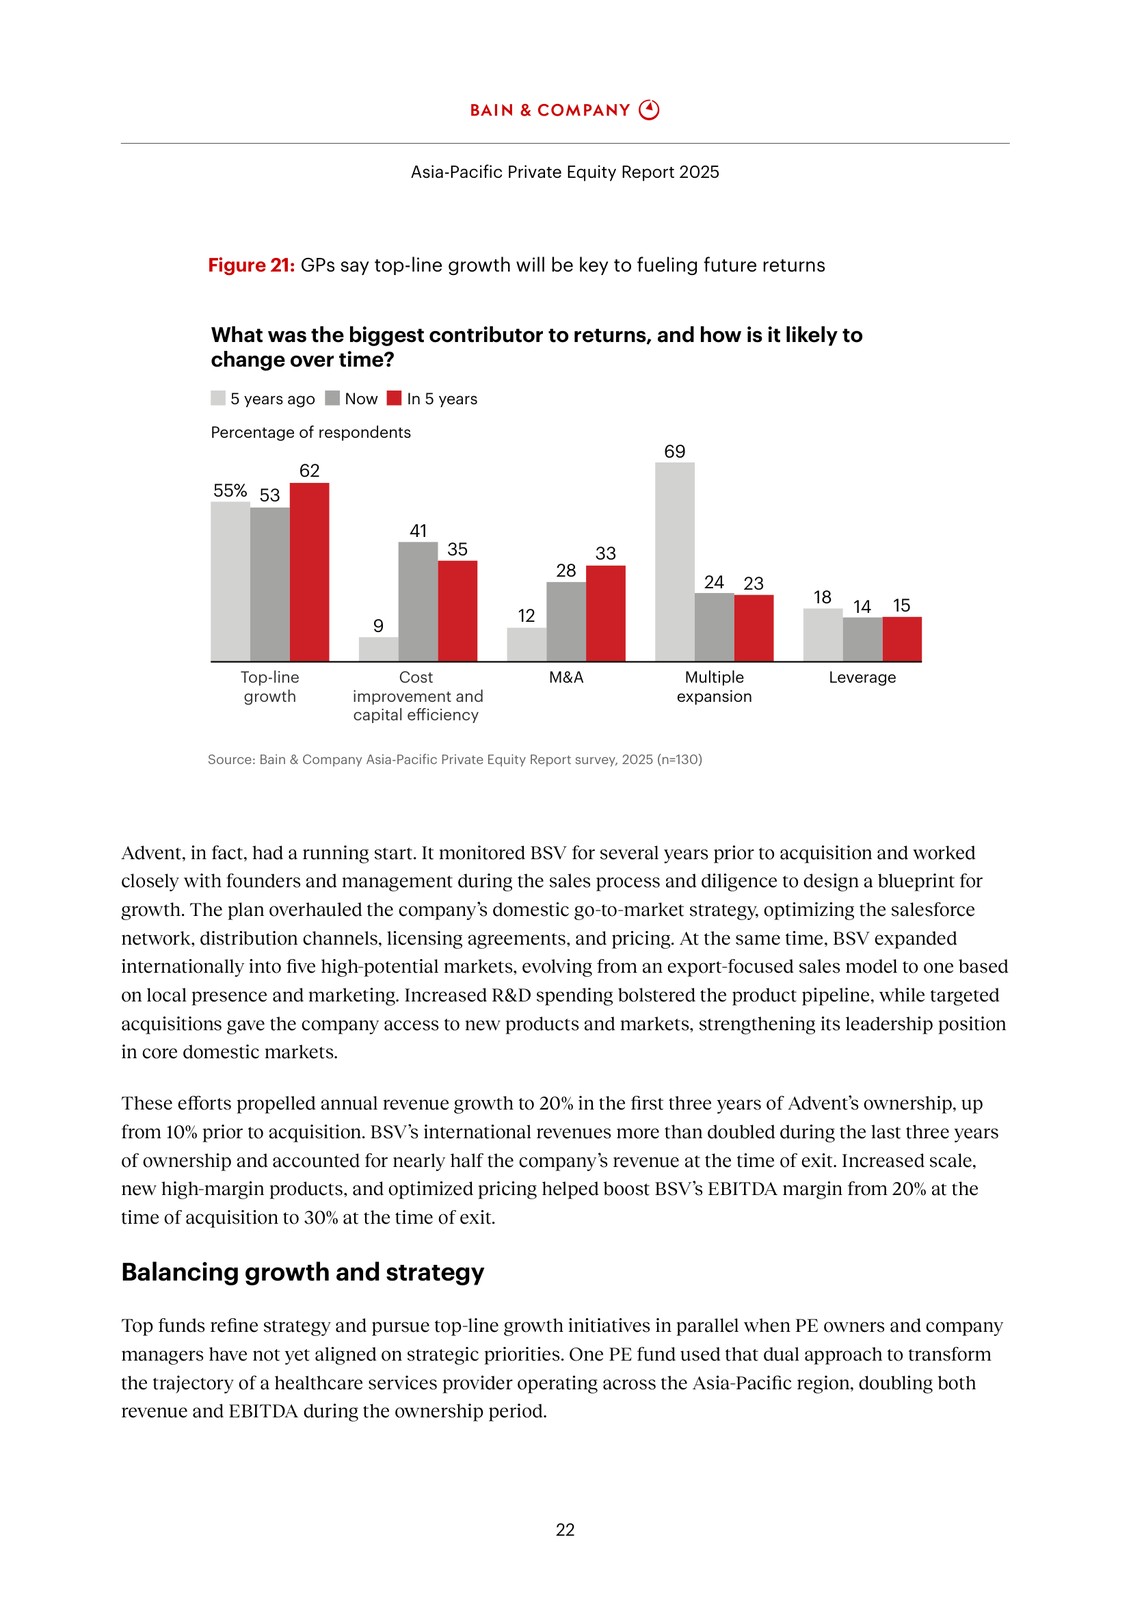 BAIN & COMPANY
Asia-Pacific Private Equity Report 2025
Figure 21: GPs say top-line growth will be key to fueling future returns
What was the biggest contributor to returns, and how is it likely to
change over time?
5 years ago Now In 5 years
Percentage of respondents
55% 53 62
9 41 35
12 28 33
69 24 23
18 14 15
Top-line
growth
Cost
improvement and
capital efficiency
M&A
Multiple
expansion
Leverage
Source: Bain & Company Asia-Pacific Private Equity Report survey, 2025 (n=130)
Advent, in fact, had a running start. It monitored BSV for several years prior to acquisition and worked
closely with founders and management during the sales process and diligence to design a blueprint for
growth. The plan overhauled the company’s domestic go-to-market strategy, optimizing the salesforce
network, distribution channels, licensing agreements, and pricing. At the same time, BSV expanded
internationally into five high-potential markets, evolving from an export-focused sales model to one based
on local presence and marketing. Increased R&D spending bolstered the product pipeline, while targeted
acquisitions gave the company access to new products and markets, strengthening its leadership position
in core domestic markets.
These efforts propelled annual revenue growth to 20% in the first three years of Advent’s ownership, up
from 10% prior to acquisition. BSV’s international revenues more than doubled during the last three years
of ownership and accounted for nearly half the company’s revenue at the time of exit. Increased scale,
new high-margin products, and optimized pricing helped boost BSV’s EBITDA margin from 20% at the
time of acquisition to 30% at the time of exit.
Balancing growth and strategy
Top funds refine strategy and pursue top-line growth initiatives in parallel when PE owners and company
managers have not yet aligned on strategic priorities. One PE fund used that dual approach to transform
the trajectory of a healthcare services provider operating across the Asia-Pacific region, doubling both
revenue and EBITDA during the ownership period.
22